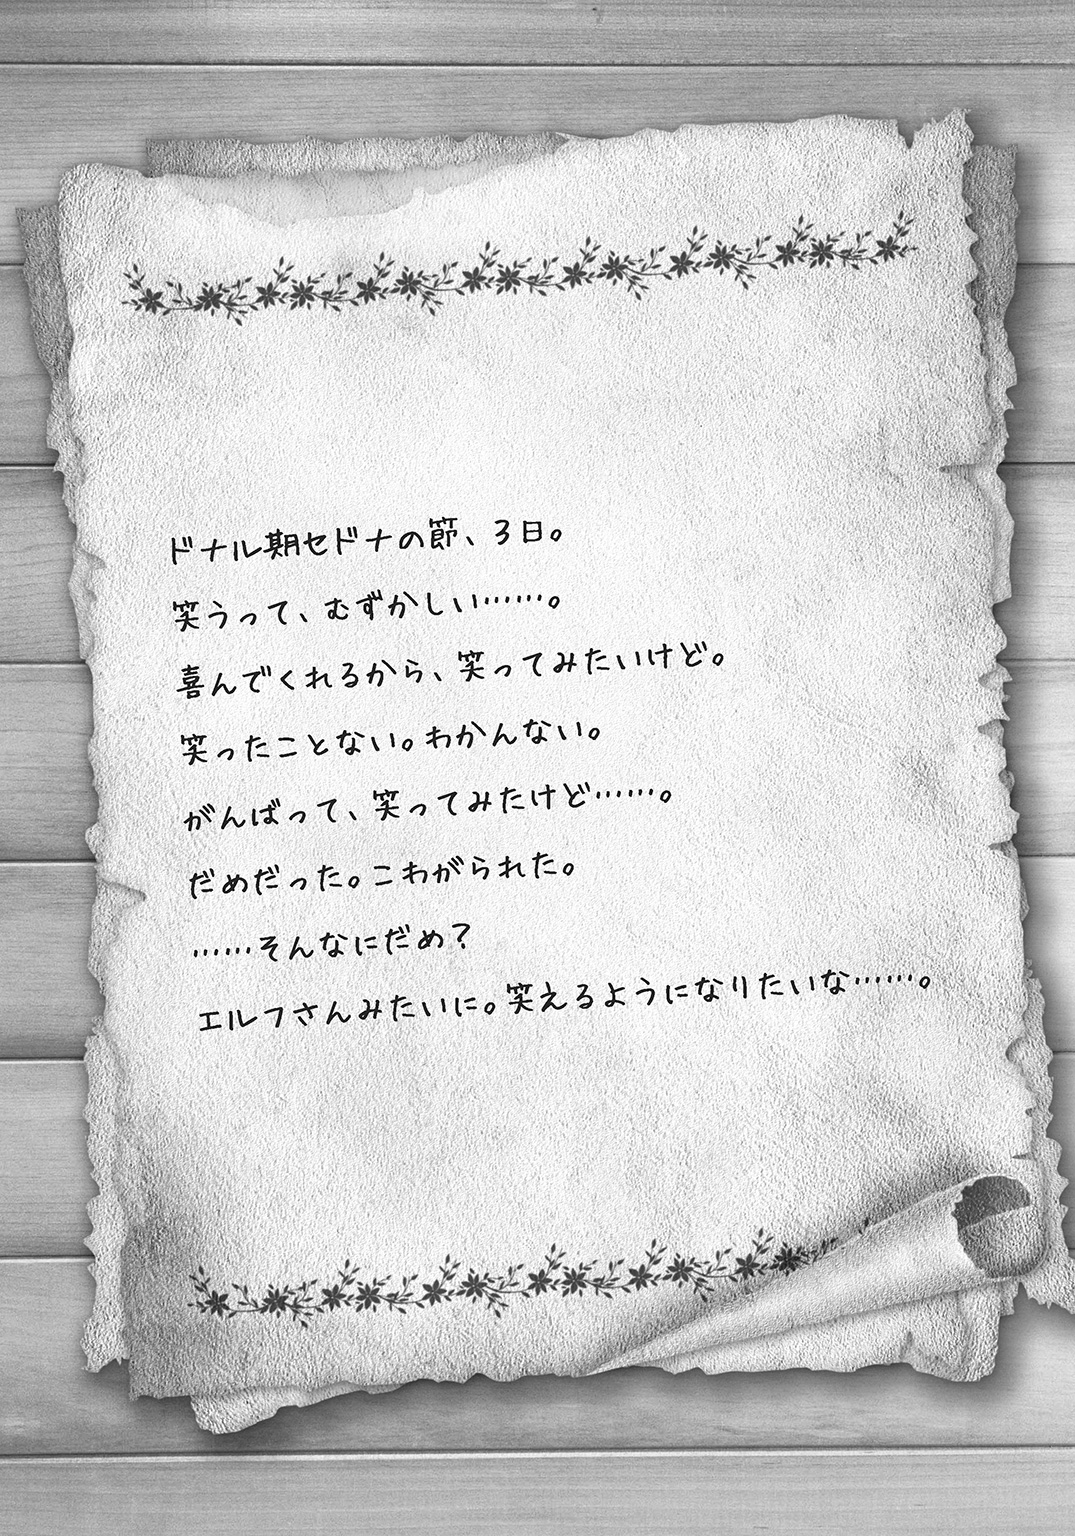 ドナル期セドナの節、3日。
笑うって、むずかしい……。
喜んでくれるから、笑ってみたいけど。
笑ったことない。わかんない。
がんばって、笑ってみたけど……。
だめだった。こわがられた。
……そんなにだめ?
エルフさんみたいに。笑えるようになりたいな……。